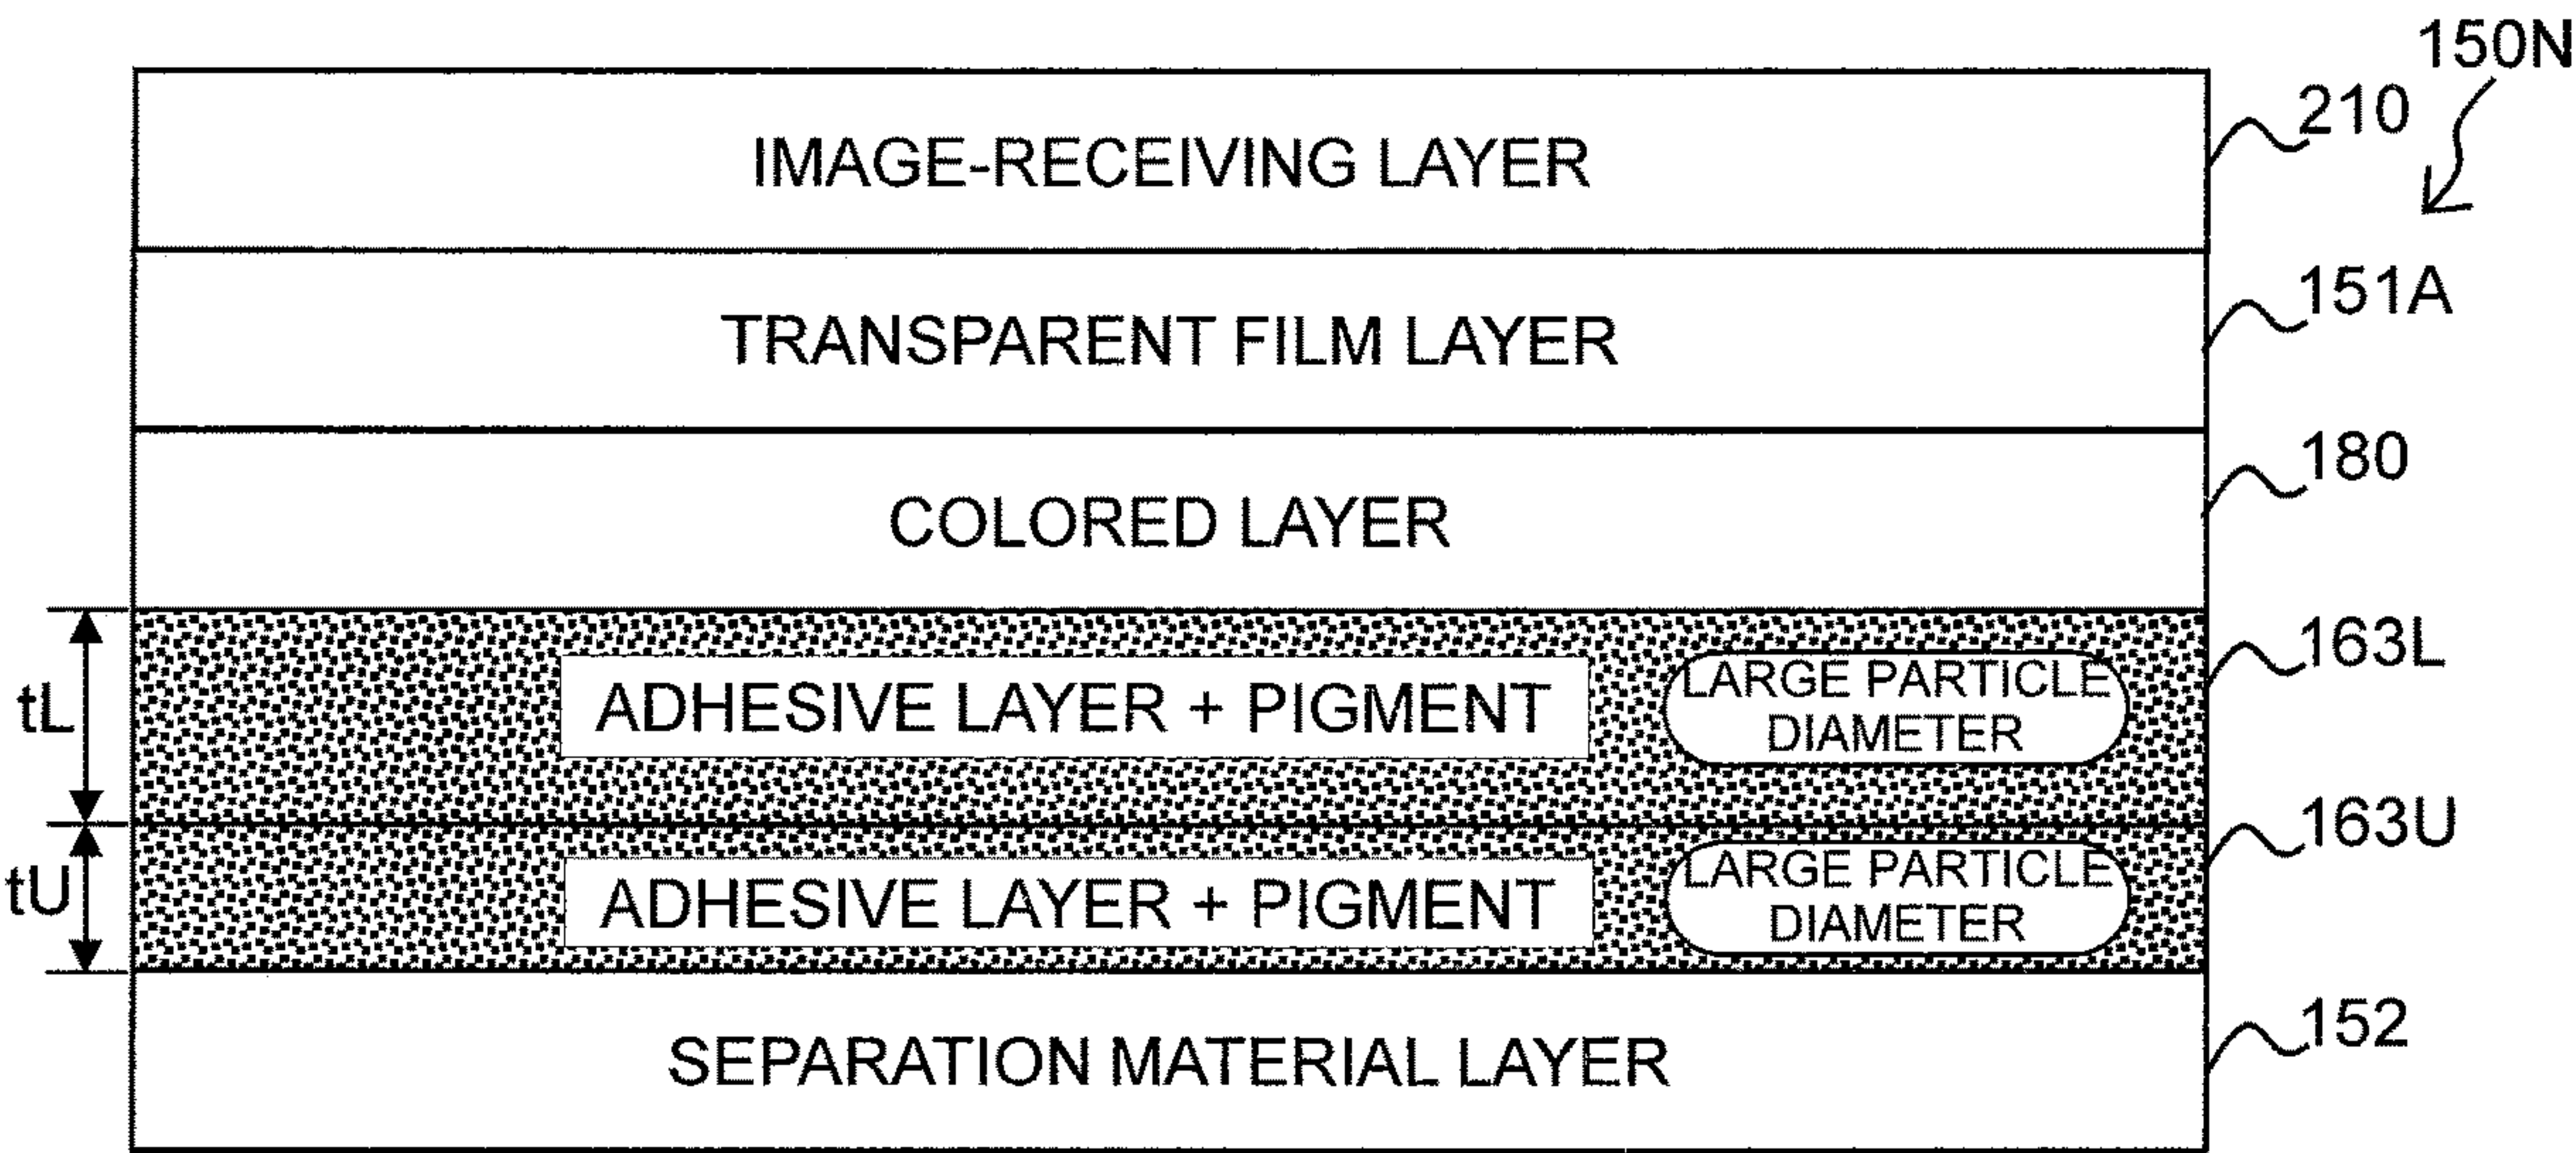 150N
IMAGE-RECEIVING LAYER
210
TRANSPARENT FILM LAYER
151A
COLORED LAYER
180
tL
ADHESIVE LAYER + PIGMENT
LARGE PARTICLE
DIAMETER
163L
tU
ADHESIVE LAYER + PIGMENT
LARGE PARTICLE
DIAMETER
163U
SEPARATION MATERIAL LAYER
152